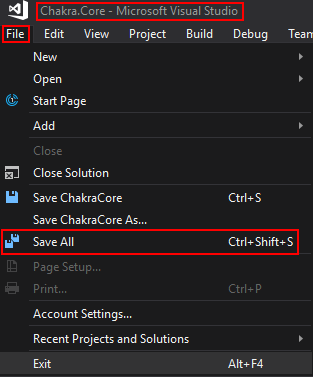 Chakra.Core - Microsoft Visual Studio
File Edit View Project Build Debug Team
New
Open
Start Page
Add
Close
Close Solution
Save ChakraCore Ctrl+S
Save ChakraCore As...
Save All Ctrl+Shift+S
Page Setup...
Print... Ctrl+P
Account Settings...
Recent Projects and Solutions
Exit Alt+F4